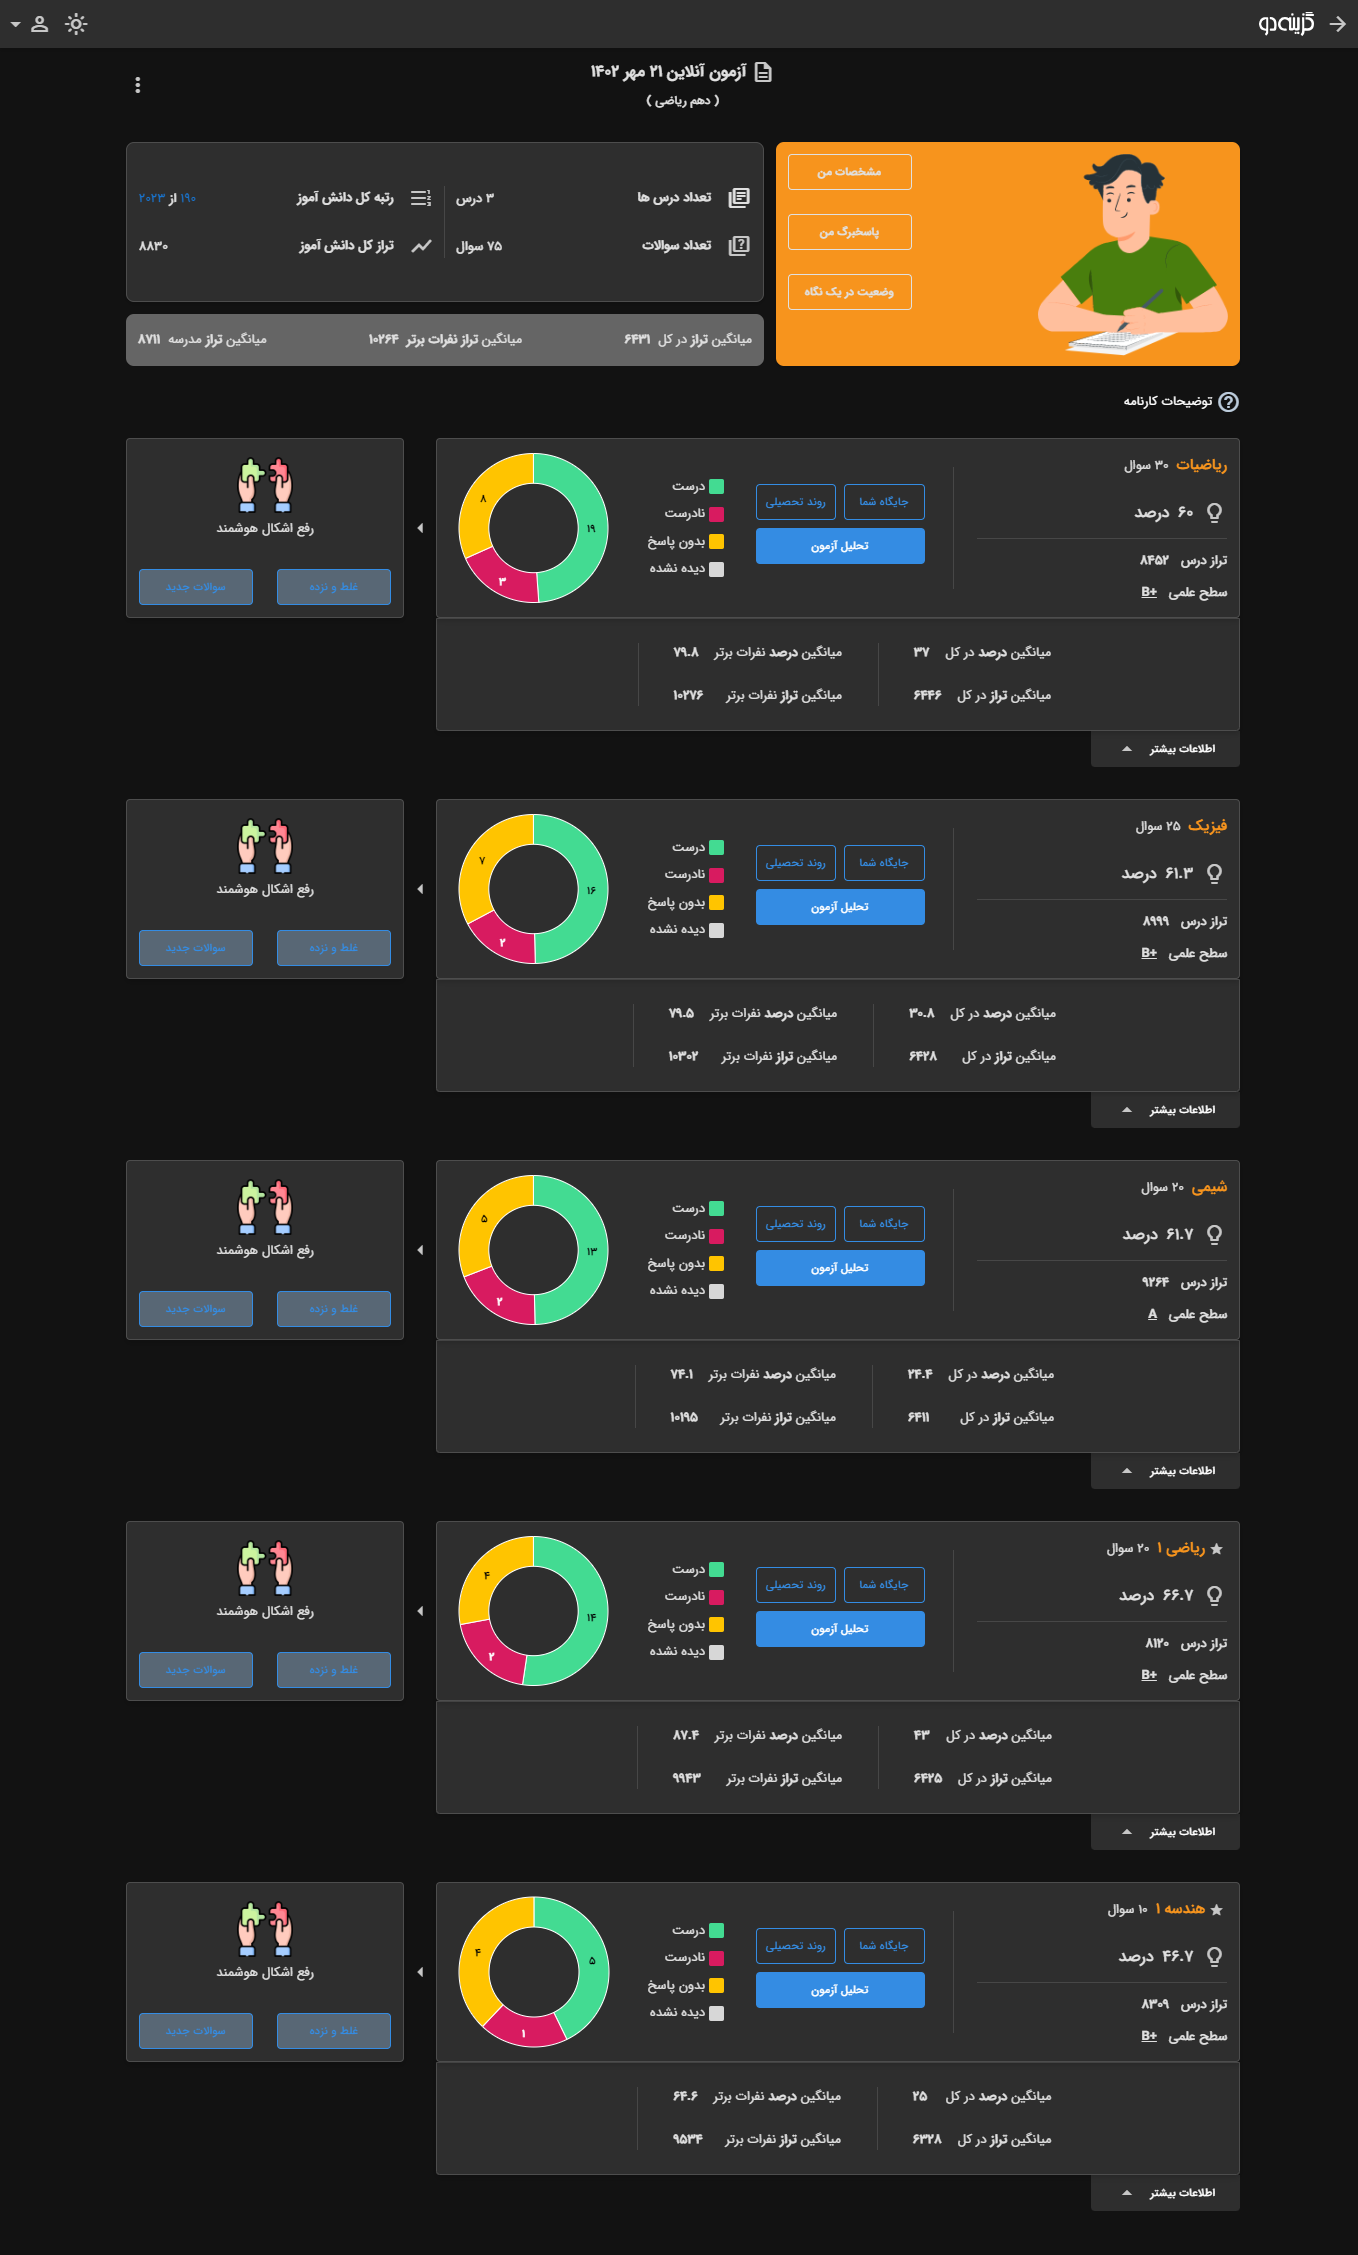 گزینه‌دو
آزمون آنلاین ۲۱ مهر ۱۴۰۲
( دهم ریاضی )
مشخصات من
پاسخبرگ من
وضعیت در یک نگاه
تعداد درس ها ۳ درس
رتبه کل دانش آموز ۱۹۰ از ۲۰۲۳
تعداد سوالات ۷۵ سوال
تراز کل دانش آموز ۸۸۳۰
میانگین تراز در کل ۶۴۳۱ میانگین تراز نفرات برتر ۱۰۲۶۴ میانگین تراز مدرسه ۸۷۱۱
توضیحات کارنامه
ریاضیات ۳۰ سوال
۶۰ درصد
تراز درس ۸۴۵۲
سطح علمی B+
جایگاه شما روند تحصیلی
تحلیل آزمون
درست
نادرست
بدون پاسخ
دیده نشده
۱۹
۳
۸
رفع اشکال هوشمند
غلط و نزده سوالات جدید
میانگین درصد در کل ۳۷ میانگین درصد نفرات برتر ۷۹.۸
میانگین تراز در کل ۶۴۴۶ میانگین تراز نفرات برتر ۱۰۲۷۶
اطلاعات بیشتر
فیزیک ۲۵ سوال
۶۱.۳ درصد
تراز درس ۸۹۹۹
سطح علمی B+
جایگاه شما روند تحصیلی
تحلیل آزمون
درست
نادرست
بدون پاسخ
دیده نشده
۱۶
۲
۷
رفع اشکال هوشمند
غلط و نزده سوالات جدید
میانگین درصد در کل ۳۰.۸ میانگین درصد نفرات برتر ۷۹.۵
میانگین تراز در کل ۶۴۲۸ میانگین تراز نفرات برتر ۱۰۳۰۲
اطلاعات بیشتر
شیمی ۲۰ سوال
۶۱.۷ درصد
تراز درس ۹۲۶۴
سطح علمی A
جایگاه شما روند تحصیلی
تحلیل آزمون
درست
نادرست
بدون پاسخ
دیده نشده
۱۳
۲
۵
رفع اشکال هوشمند
غلط و نزده سوالات جدید
میانگین درصد در کل ۲۴.۴ میانگین درصد نفرات برتر ۷۴.۱
میانگین تراز در کل ۶۴۱۱ میانگین تراز نفرات برتر ۱۰۱۹۵
اطلاعات بیشتر
ریاضی ۱ ۲۰ سوال
۶۶.۷ درصد
تراز درس ۸۱۲۰
سطح علمی B+
جایگاه شما روند تحصیلی
تحلیل آزمون
درست
نادرست
بدون پاسخ
دیده نشده
۱۴
۲
۴
رفع اشکال هوشمند
غلط و نزده سوالات جدید
میانگین درصد در کل ۴۳ میانگین درصد نفرات برتر ۸۷.۴
میانگین تراز در کل ۶۴۲۵ میانگین تراز نفرات برتر ۹۹۴۳
اطلاعات بیشتر
هندسه ۱ ۱۰ سوال
۴۶.۷ درصد
تراز درس ۸۳۰۹
سطح علمی B+
جایگاه شما روند تحصیلی
تحلیل آزمون
درست
نادرست
بدون پاسخ
دیده نشده
۵
۱
۴
رفع اشکال هوشمند
غلط و نزده سوالات جدید
میانگین درصد در کل ۲۵ میانگین درصد نفرات برتر ۶۴.۶
میانگین تراز در کل ۶۳۲۸ میانگین تراز نفرات برتر ۹۵۳۴
اطلاعات بیشتر